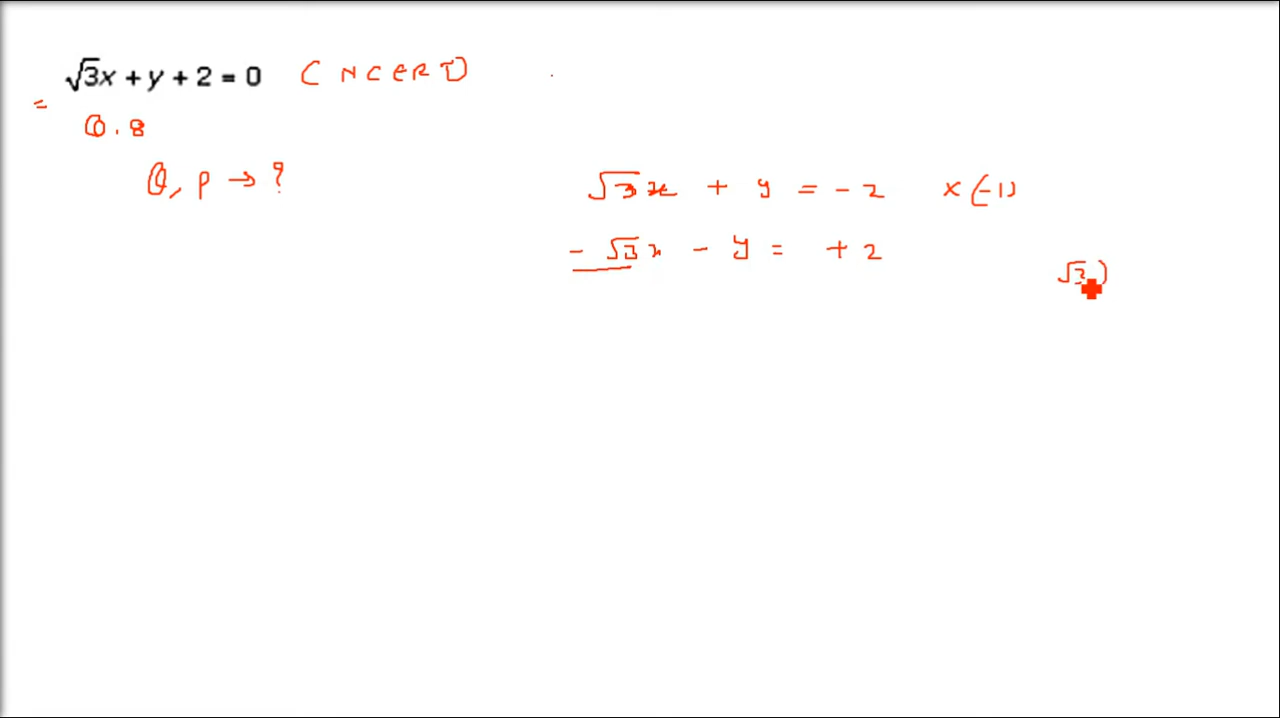 √3x + y + 2 = 0 (NCERT)
=
Q.8
θ, p → ?
√3x + y = -2 × (-1)
- √3x - y = + 2
√3)